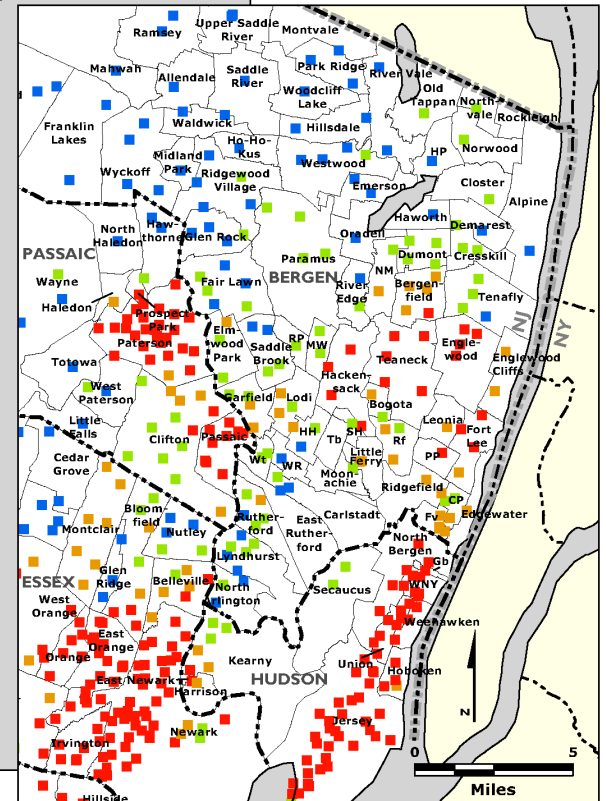 Ramsey
Upper Saddle
River
Montvale
Mahwah
Allendale
Saddle
River
Park Ridge
River Vale
Woodcliff
Lake
Old
Tappan
North-
vale
Rockleigh
Franklin
Lakes
Waldwick
Hillsdale
Ho-Ho-
Kus
Midland
Park
Westwood
HP
Norwood
Wyckoff
Ridgewood
Village
Emerson
Closter
Alpine
Haworth
Demarest
North
Haledon
Haw-
thorne
Glen Rock
Oradell
PASSAIC
Paramus
Dumont
Cresskill
BERGEN
NM
Wayne
Fair Lawn
River
Edge
Bergen-
field
Tenafly
Haledon
Prospect
Park
NJ
NY
Paterson
Elm
wood
Park
Saddle
Brook
RP
MW
Engle-
wood
Teaneck
Englewood
Cliffs
Totowa
Hacken-
sack
West
Paterson
Garfield
Lodi
Bogota
Little
Falls
Leonia
Fort
Lee
Clifton
Passaic
HH
Tb
SH
Rf
Cedar
Grove
Wt
WR
Little
Ferry
PP
Moon-
achie
Ridgefield
CP
Bloom-
field
Carlstadt
Fv
Edgewater
Montclair
Nutley
Ruther-
ford
East
Ruther-
ford
North
Bergen
Lyndhurst
Gb
ESSEX
Glen
Ridge
Belleville
North
Arlington
Secaucus
WNY
West
Orange
Weehawken
East
Orange
Orange
Kearny
Union
Hoboken
East Newark
HUDSON
Harrison
Newark
Jersey
N
Irvington
0
5
Miles
Hillside